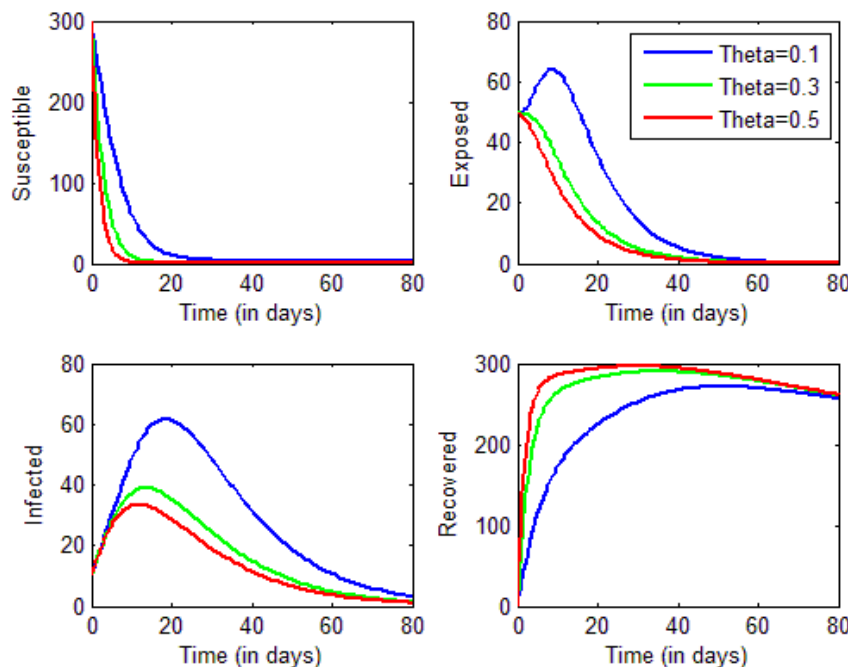 300
200
100
0
Susceptible
0 20 40 60 80
Time (in days)
80
60
40
20
0
Exposed
Theta=0.1
Theta=0.3
Theta=0.5
0 20 40 60 80
Time (in days)
80
60
40
20
0
Infected
0 20 40 60 80
Time (in days)
300
200
100
0
Recovered
0 20 40 60 80
Time (in days)